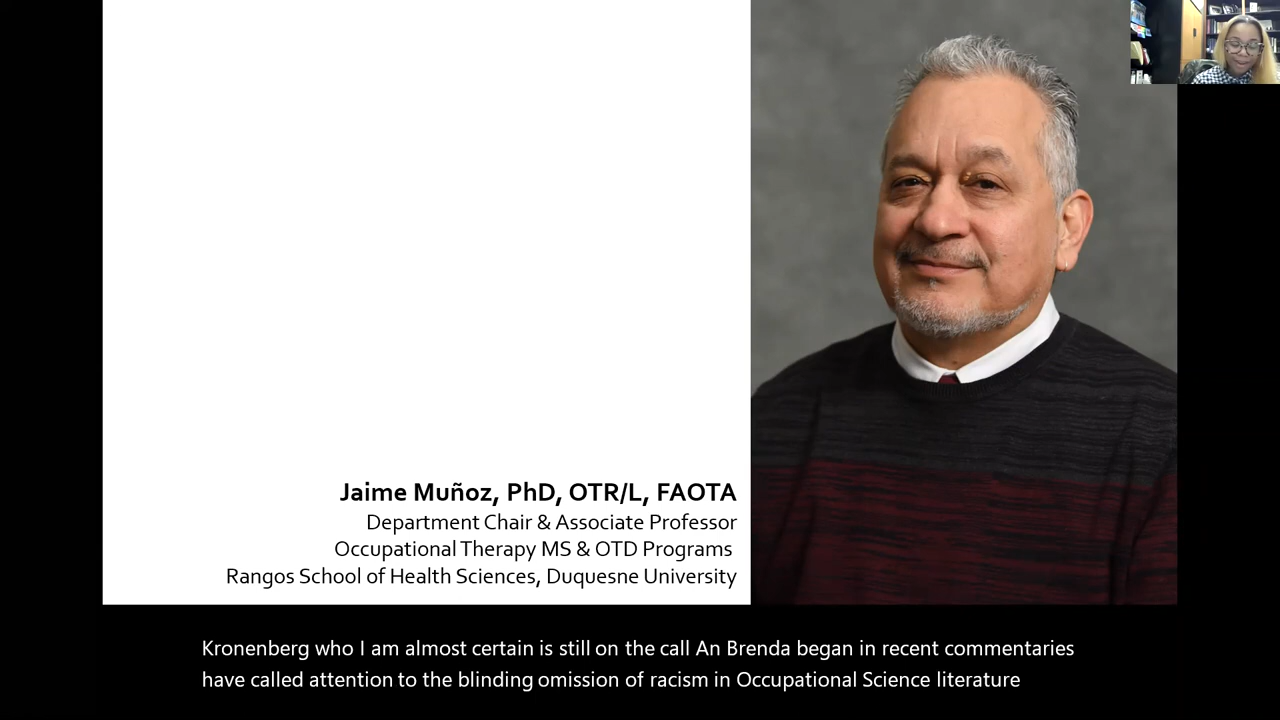 Jaime Muñoz, PhD, OTR/L, FAOTA
Department Chair & Associate Professor
Occupational Therapy MS & OTD Programs
Rangos School of Health Sciences, Duquesne University
Kronenberg who I am almost certain is still on the call An Brenda began in recent commentaries
have called attention to the blinding omission of racism in Occupational Science literature